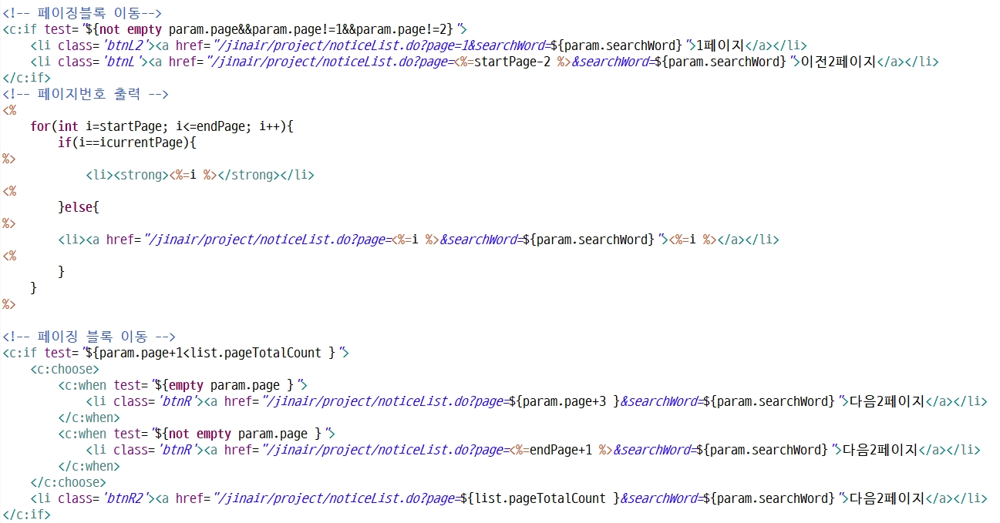 <!-- 페이징블록 이동-->
<c:if test="${not empty param.page&&param.page!=1&&param.page!=2}">
    <li class='btnL2'><a href="/jinair/project/noticeList.do?page=1&searchWord=${param.searchWord}">1페이지</a></li>
    <li class='btnL'><a href="/jinair/project/noticeList.do?page=<%=startPage-2 %>&searchWord=${param.searchWord}">이전2페이지</a></li>
</c:if>
<!-- 페이지번호 출력 -->
<%
    for(int i=startPage; i<=endPage; i++){
        if(i==icurrentPage){
%>
            <li><strong><%=i %></strong></li>
<%
        }else{
%>
        <li><a href="/jinair/project/noticeList.do?page=<%=i %>&searchWord=${param.searchWord}"><%=i %></a></li>
<%
        }
    }
%>

<!-- 페이징 블록 이동 -->
<c:if test="${param.page+1<list.pageTotalCount }">
    <c:choose>
        <c:when test="${empty param.page }">
            <li class='btnR'><a href="/jinair/project/noticeList.do?page=${param.page+3 }&searchWord=${param.searchWord}">다음2페이지</a></li>
        </c:when>
        <c:when test="${not empty param.page }">
            <li class='btnR'><a href="/jinair/project/noticeList.do?page=<%=endPage+1 %>&searchWord=${param.searchWord}">다음2페이지</a></li>
        </c:when>
    </c:choose>
    <li class='btnR2'><a href="/jinair/project/noticeList.do?page=${list.pageTotalCount }&searchWord=${param.searchWord}">다음2페이지</a></li>
</c:if>